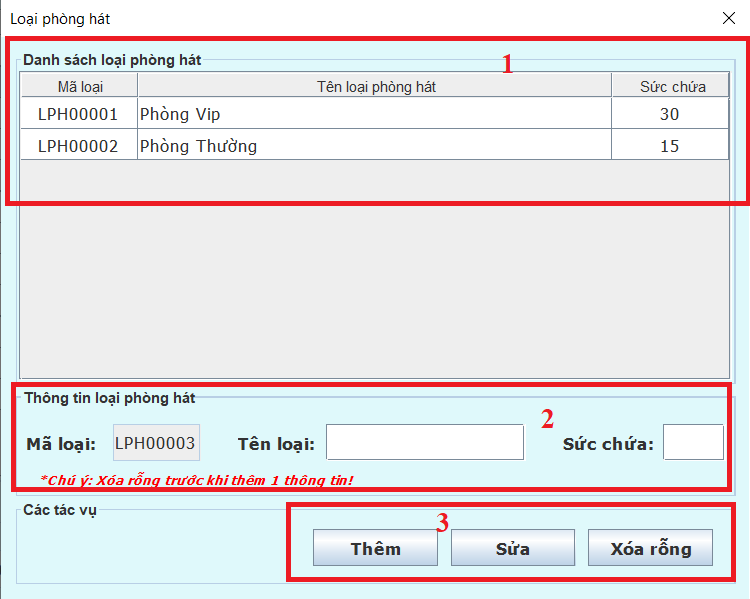 Loại phòng hát
Danh sách loại phòng hát 1
Mã loại Tên loại phòng hát Sức chứa
LPH00001 Phòng Vip 30
LPH00002 Phòng Thường 15
Thông tin loại phòng hát
2
Mã loại: LPH00003 Tên loại: Sức chứa:
*Chú ý: Xóa rỗng trước khi thêm 1 thông tin!
Các tác vụ
3
Thêm Sửa Xóa rỗng